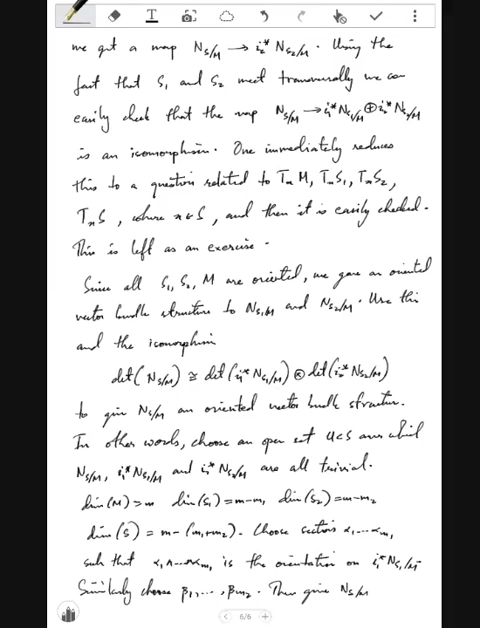 we get a map N_{S/M} → i_2^* N_{S_2/M}. Using the
fact that S_1 and S_2 meet transversally we can
easily check that the map N_{S/M} → i_1^* N_{S_1/M} ⊕ i_2^* N_{S_2/M}
is an isomorphism. One immediately reduces
this to a question related to T_x M, T_x S_1, T_x S_2,
T_x S, where x ∈ S, and then it is easily checked.
This is left as an exercise.
Since all S_1, S_2, M are oriented, we gave an oriented
vector bundle structure to N_{S_1/M} and N_{S_2/M}. Use this
and the isomorphism
det(N_{S/M}) ≅ det(i_1^* N_{S_1/M}) ⊗ det(i_2^* N_{S_2/M})
to give N_{S/M} an oriented vector bundle structure.
In other words, choose an open set U ⊂ S over which
N_{S/M}, i_1^* N_{S_1/M} and i_2^* N_{S_2/M} are all trivial.
dim(M) = m dim(S_1) = m-m_1 dim(S_2) = m-m_2
dim(S) = m-(m_1+m_2). Choose sections α_1,...,α_{m_1}
such that α_1 ∧ ... ∧ α_{m_1} is the orientation on i_1^* N_{S_1/M}.
Similarly choose β_1, ..., β_{m_2}. Then give N_{S/M}
6/6